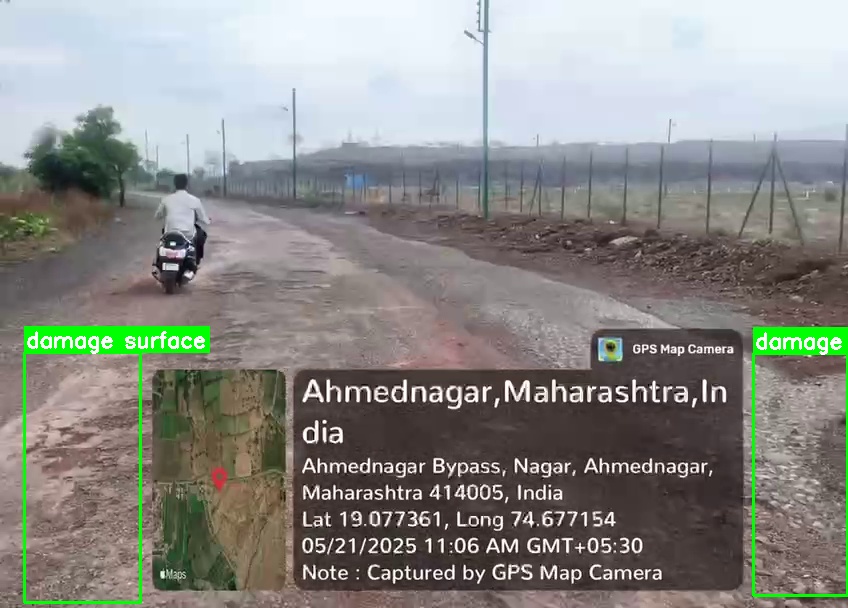 damage surface
damage
GPS Map Camera
Ahmednagar,Maharashtra,In
dia
Ahmednagar Bypass, Nagar, Ahmednagar,
Maharashtra 414005, India
Lat 19.077361, Long 74.677154
05/21/2025 11:06 AM GMT+05:30
Note : Captured by GPS Map Camera
Maps